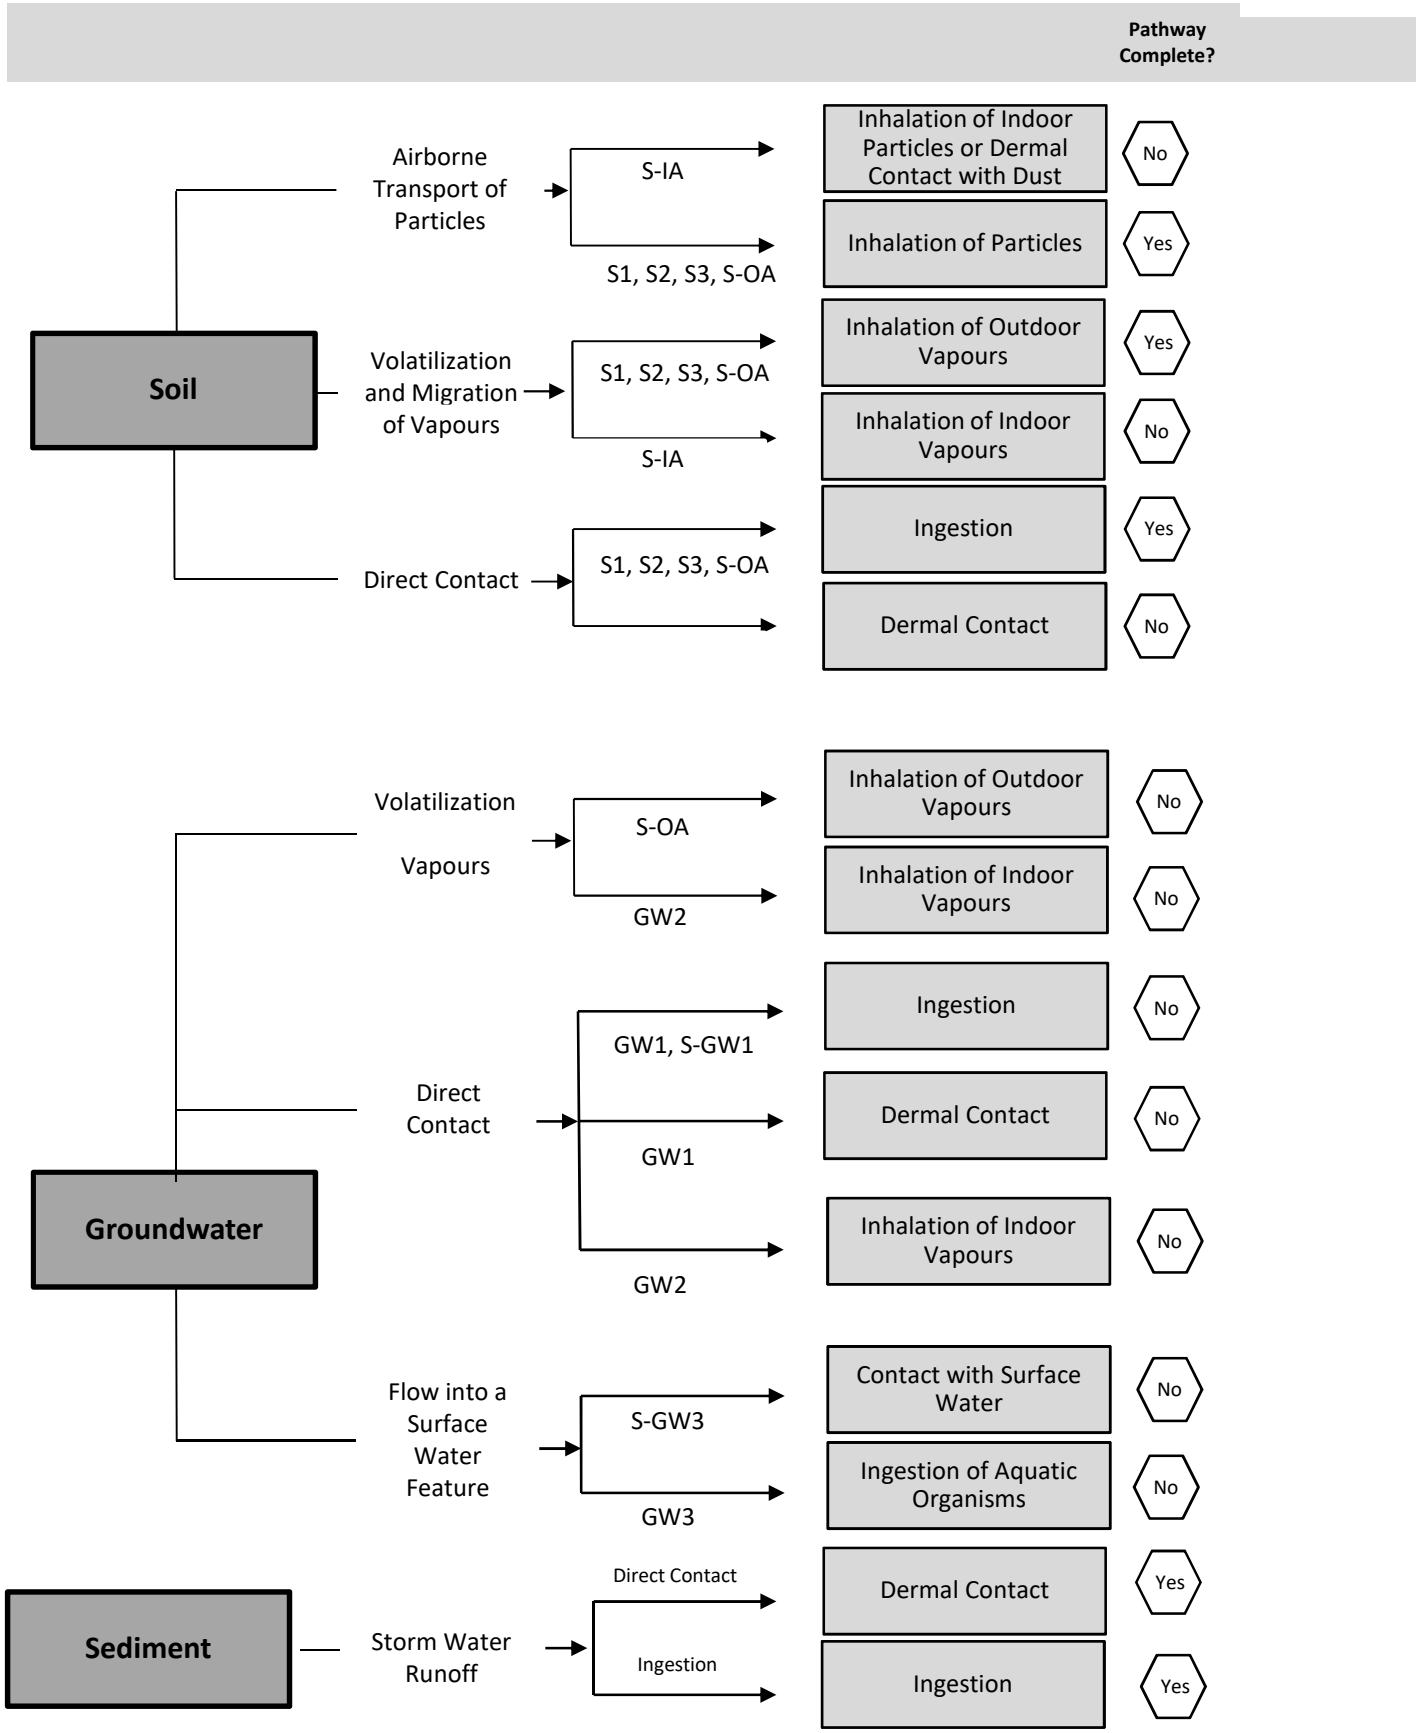 Pathway
Complete?
Airborne
Transport of
Particles
S-IA
Inhalation of Indoor
Particles or Dermal
Contact with Dust
No
S1, S2, S3, S-OA
Inhalation of Particles
Yes
Soil
Volatilization
and Migration
of Vapours
S1, S2, S3, S-OA
Inhalation of Outdoor
Vapours
Yes
S-IA
Inhalation of Indoor
Vapours
No
Direct Contact
S1, S2, S3, S-OA
Ingestion
Yes
Dermal Contact
No
Groundwater
Volatilization
Vapours
S-OA
Inhalation of Outdoor
Vapours
No
GW2
Inhalation of Indoor
Vapours
No
Direct
Contact
GW1, S-GW1
Ingestion
No
GW1
Dermal Contact
No
GW2
Inhalation of Indoor
Vapours
No
Flow into a
Surface
Water
Feature
S-GW3
Contact with Surface
Water
No
GW3
Ingestion of Aquatic
Organisms
No
Sediment
Storm Water
Runoff
Direct Contact
Dermal Contact
Yes
Ingestion
Ingestion
Yes